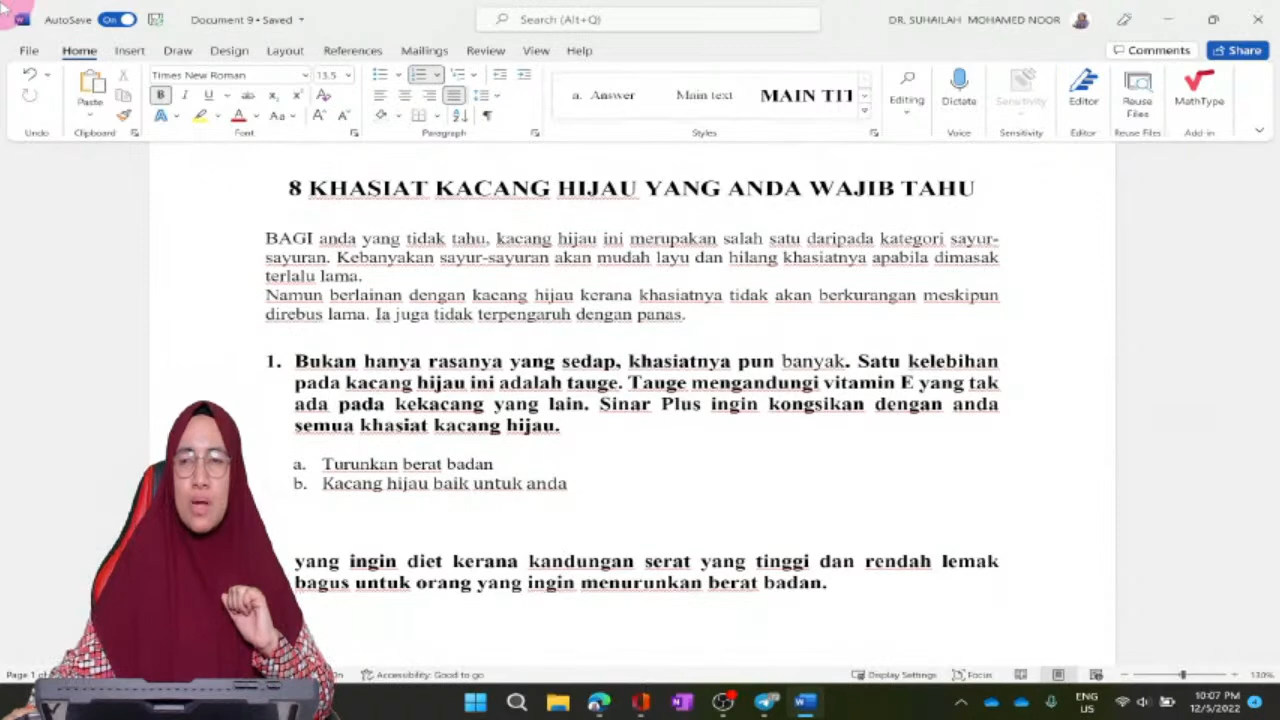 AutoSave On Document 9 • Saved Search (Alt+Q) DR. SUHAILAH MOHAMED NOOR
File Home Insert Draw Design Layout References Mailings Review View Help Comments Share
Times New Roman 13.5
Paste
a. Answer Main text MAIN TIT
Editing Dictate Sensitivity Editor Reuse Files MathType
Undo Clipboard Font Paragraph Styles Voice Sensitivity Editor Reuse Files Add-in
8 KHASIAT KACANG HIJAU YANG ANDA WAJIB TAHU
BAGI anda yang tidak tahu, kacang hijau ini merupakan salah satu daripada kategori sayur-
sayuran. Kebanyakan sayur-sayuran akan mudah layu dan hilang khasiatnya apabila dimasak
terlalu lama.
Namun berlainan dengan kacang hijau kerana khasiatnya tidak akan berkurangan meskipun
direbus lama. Ia juga tidak terpengaruh dengan panas.
1. Bukan hanya rasanya yang sedap, khasiatnya pun banyak. Satu kelebihan
pada kacang hijau ini adalah tauge. Tauge mengandungi vitamin E yang tak
ada pada kekacang yang lain. Sinar Plus ingin kongsikan dengan anda
semua khasiat kacang hijau.
a. Turunkan berat badan
b. Kacang hijau baik untuk anda
yang ingin diet kerana kandungan serat yang tinggi dan rendah lemak
bagus untuk orang yang ingin menurunkan berat badan.
Page 1 Accessibility: Good to go Display Settings Focus 130%
ENG US 10:07 PM 12/5/2022